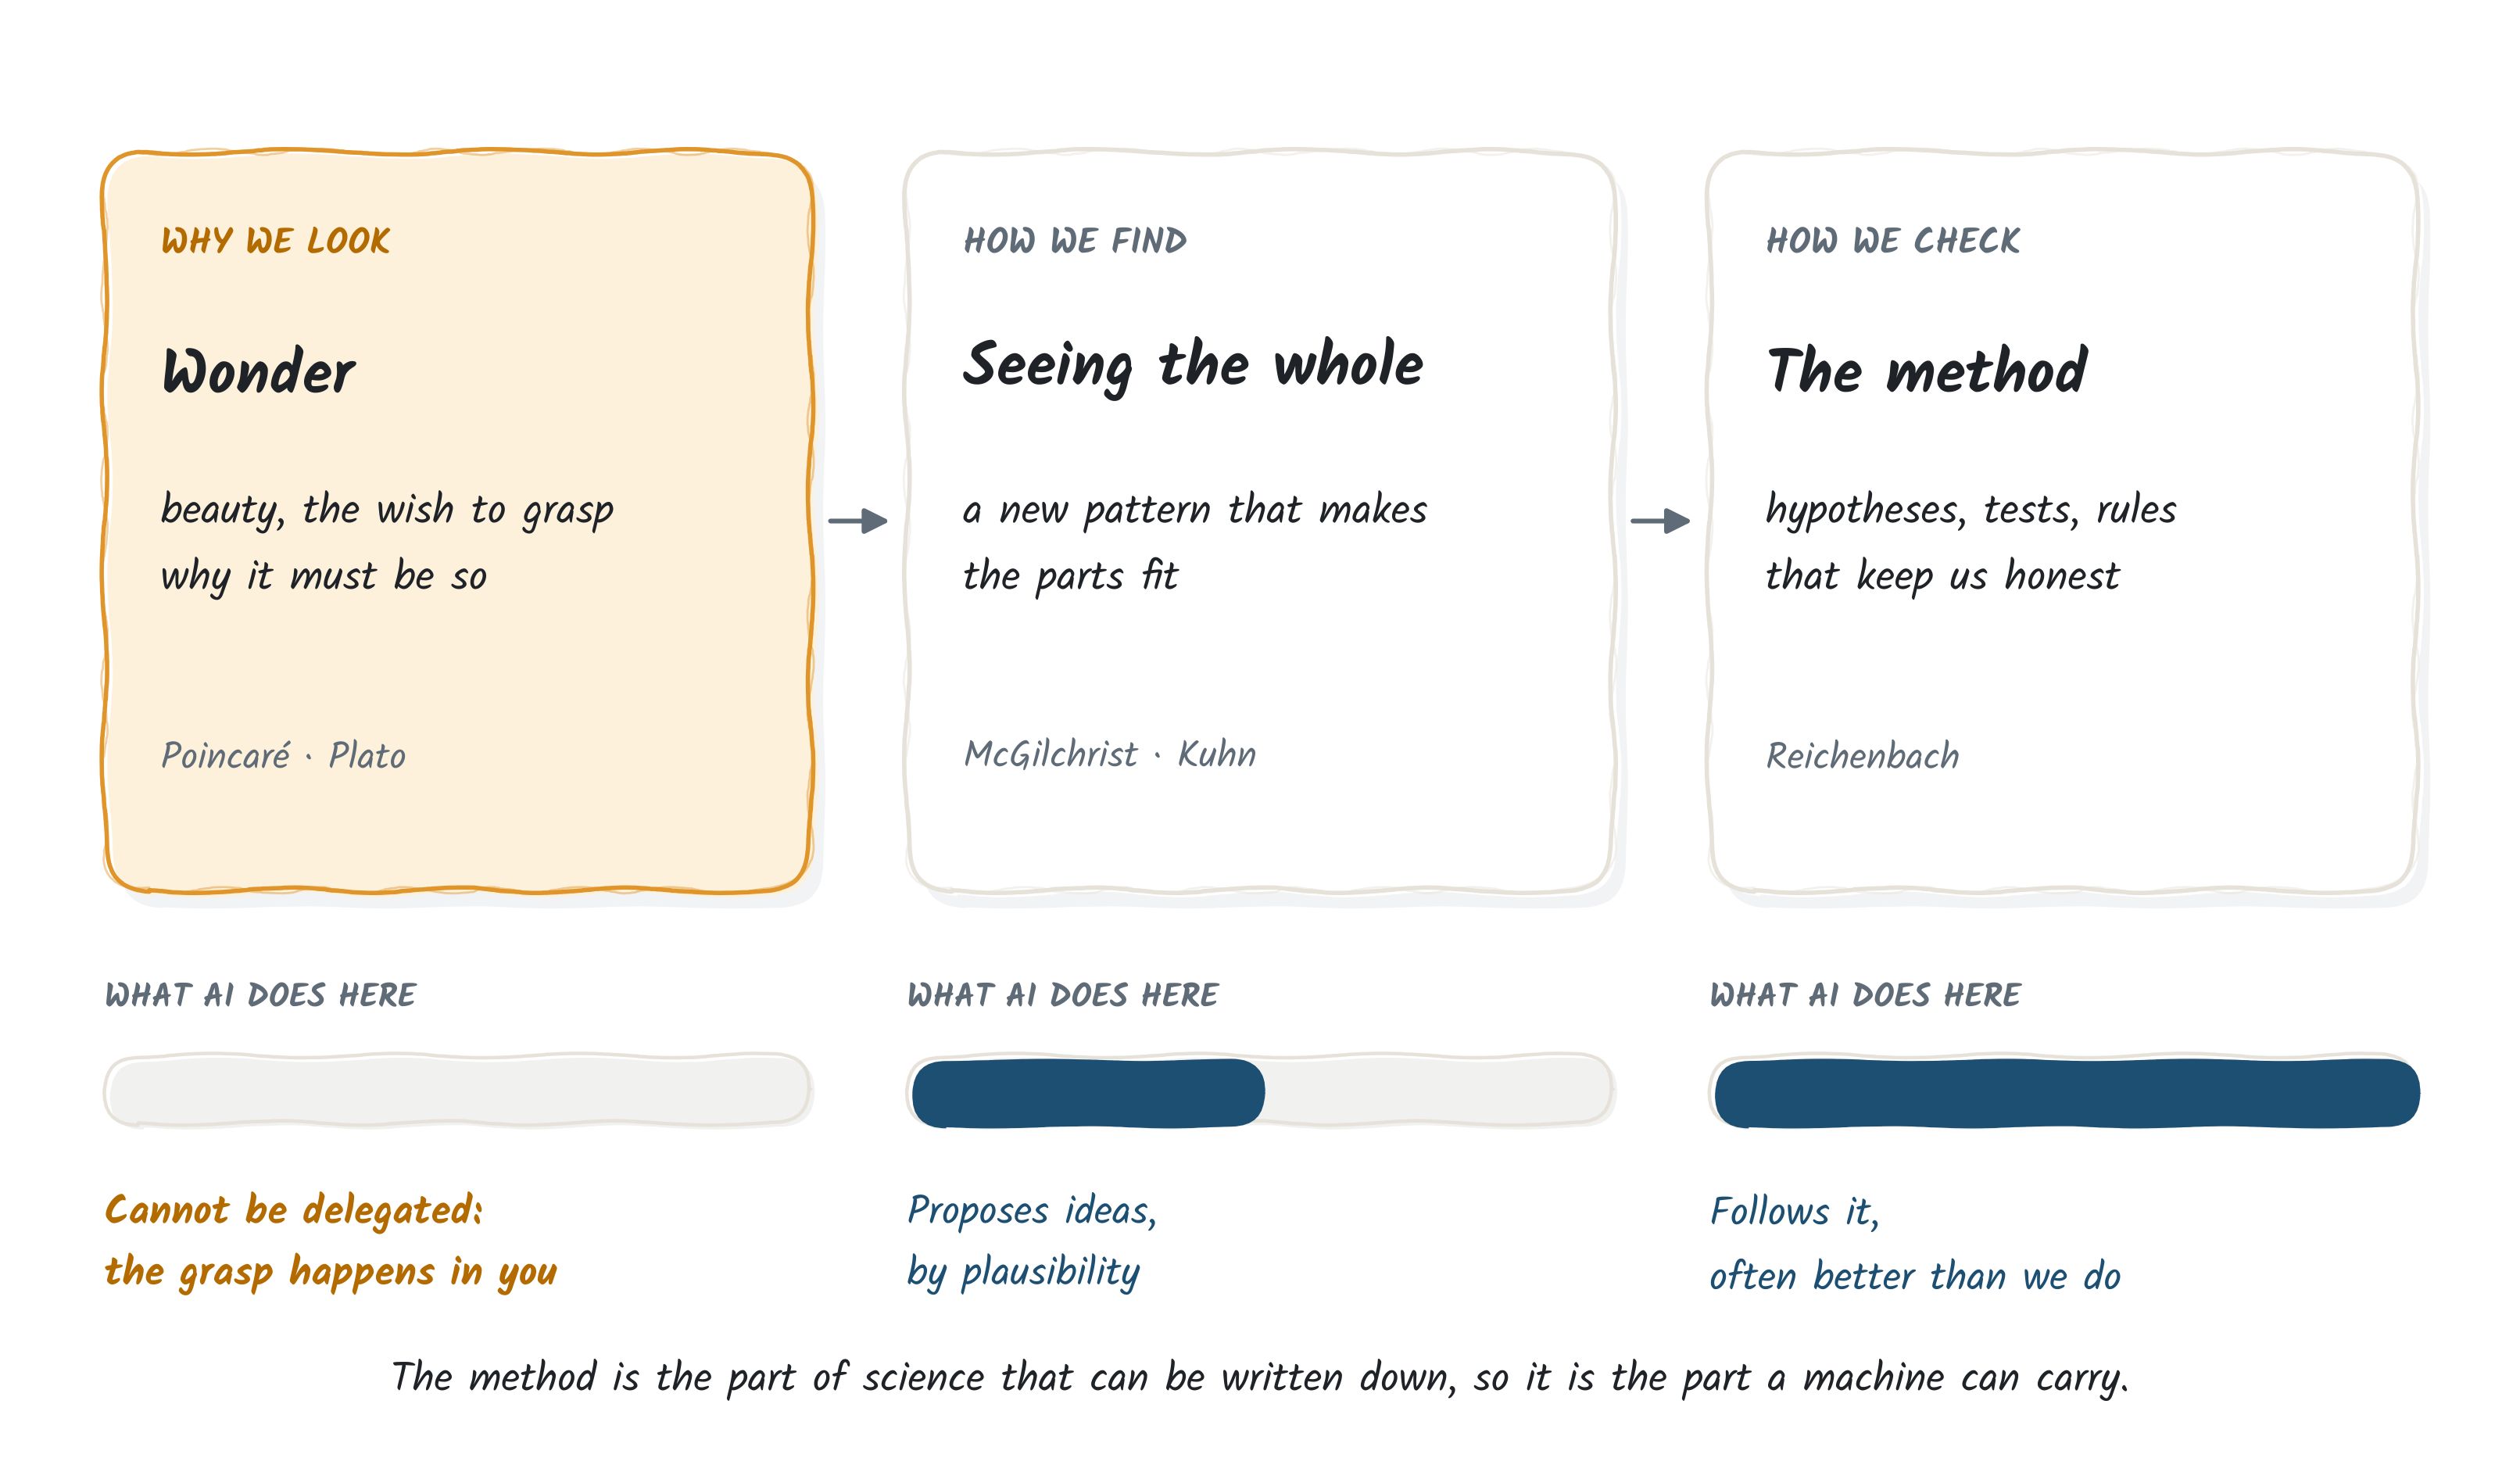 WHY WE LOOK
Wonder
beauty, the wish to grasp
why it must be so
Poincaré · Plato
HOW WE FIND
Seeing the whole
a new pattern that makes
the parts fit
McGilchrist · Kuhn
HOW WE CHECK
The method
hypotheses, tests, rules
that keep us honest
Reichenbach
WHAT AI DOES HERE
Cannot be delegated:
the grasp happens in you
WHAT AI DOES HERE
Proposes ideas,
by plausibility
WHAT AI DOES HERE
Follows it,
often better than we do
The method is the part of science that can be written down, so it is the part a machine can carry.